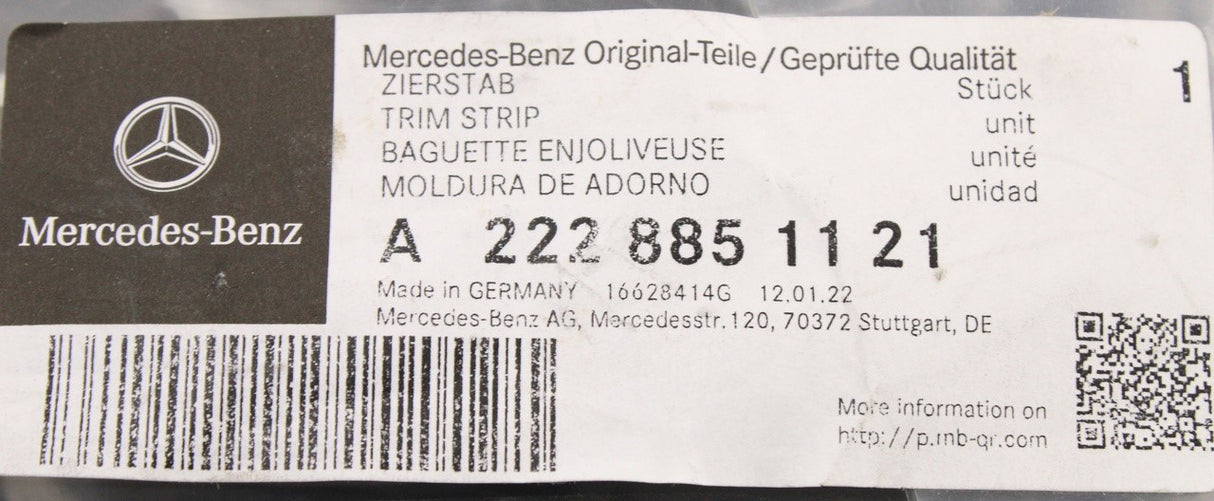 Mercedes-Benz
Mercedes-Benz Original-Teile/Geprüfte Qualität
ZIERSTAB Stück 1
TRIM STRIP unit
BAGUETTE ENJOLIVEUSE unité
MOLDURA DE ADORNO unidad
A 222 885 11 21
Made in GERMANY 16628414G 12.01.22
Mercedes-Benz AG, Mercedesstr.120, 70372 Stuttgart, DE
More information on
http://p.mb-qr.com